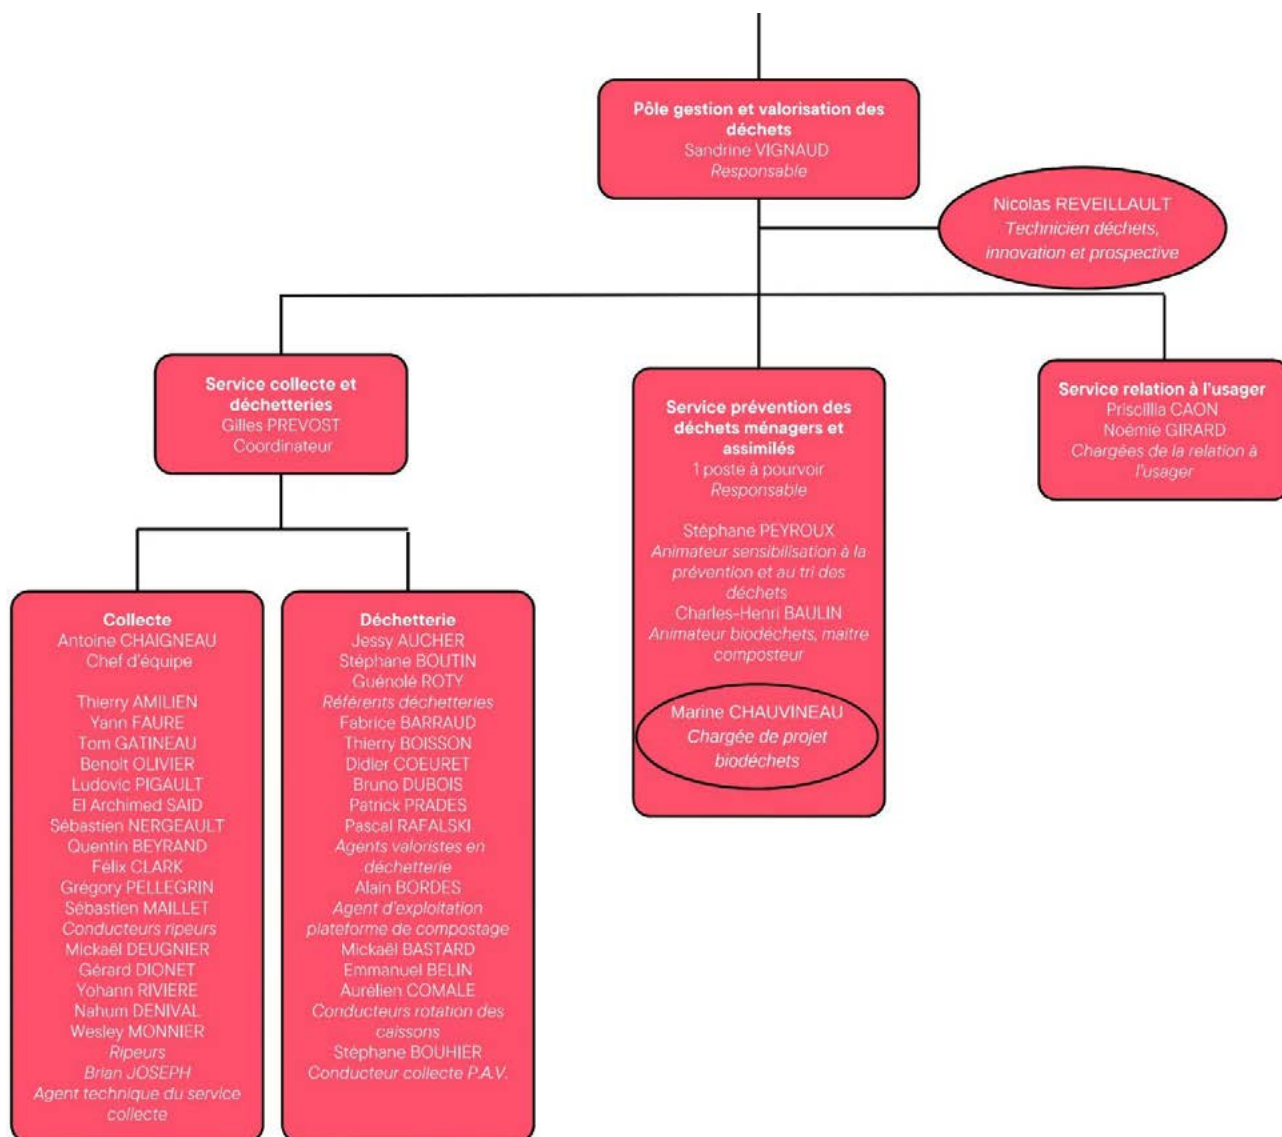 Pôle gestion et valorisation des
déchets
Sandrine VIGNAUD
Responsable
Nicolas REVEILLAULT
Technicien déchets,
innovation et prospective
Service collecte et
déchetteries
Gilles PREVOST
Coordinateur
Service prévention des
déchets ménagers et
assimilés
1 poste à pourvoir
Responsable
Stéphane PEYROUX
Animateur sensibilisation à la
prévention et au tri des
déchets
Charles-Henri BAULIN
Animateur biodéchets, maître
composteur
Marine CHAUVINEAU
Chargée de projet
biodéchets
Service relation à l'usager
Priscillia CAON
Noémie GIRARD
Chargées de la relation à
l'usager
Collecte
Antoine CHAIGNEAU
Chef d'équipe
Thierry AMILIEN
Yann FAURE
Tom GATINEAU
Benoit OLIVIER
Ludovic PIGAULT
El Archimed SAID
Sébastien NERGEAULT
Quentin BEYRAND
Félix CLARK
Grégory PELLEGRIN
Sébastien MAILLET
Conducteurs ripeurs
Mickaël DEUGNIER
Gérard DIONET
Yohann RIVIERE
Nahum DENIVAL
Wesley MONNIER
Ripeurs
Brian JOSEPH
Agent technique du service
collecte
Déchetterie
Jessy AUCHER
Stéphane BOUTIN
Guénolé ROTY
Référents déchetteries
Fabrice BARRAUD
Thierry BOISSON
Didier COEURET
Bruno DUBOIS
Patrick PRADES
Pascal RAFALSKI
Agents valoristes en
déchetterie
Alain BORDES
Agent d'exploitation
plateforme de compostage
Mickaël BASTARD
Emmanuel BELIN
Aurélien COMALE
Conducteurs rotation des
caissons
Stéphane BOUHIER
Conducteur collecte P.A.V.